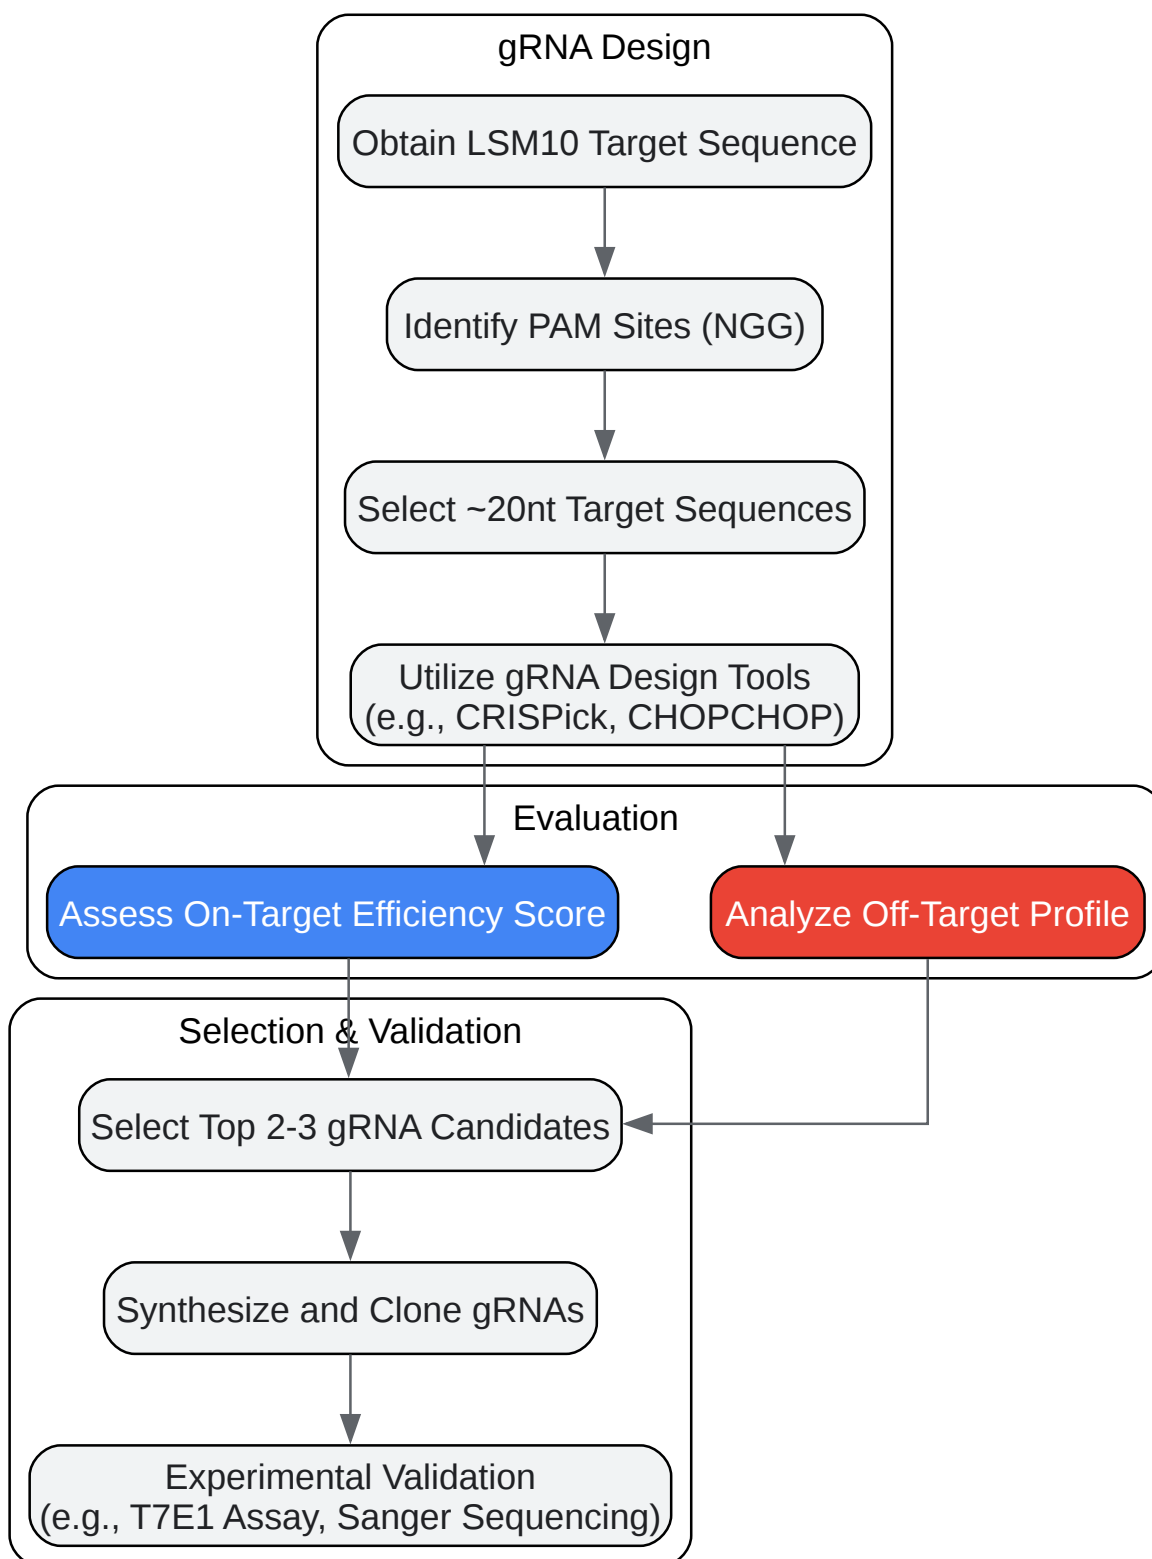 gRNA Design
Obtain LSM10 Target Sequence
Identify PAM Sites (NGG)
Select ~20nt Target Sequences
Utilize gRNA Design Tools
(e.g., CRISPick, CHOPCHOP)
Evaluation
Assess On-Target Efficiency Score
Analyze Off-Target Profile
Selection & Validation
Select Top 2-3 gRNA Candidates
Synthesize and Clone gRNAs
Experimental Validation
(e.g., T7E1 Assay, Sanger Sequencing)